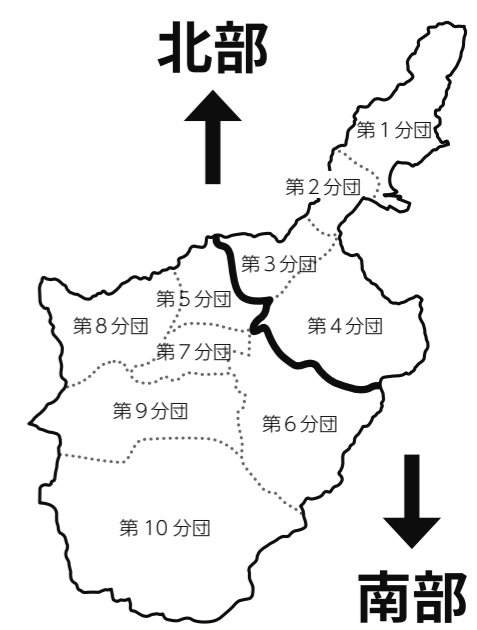 北部
第1分団
第2分団
第3分団
第5分団
第4分団
第8分団
第7分団
第9分団
第6分団
第10分団
南部